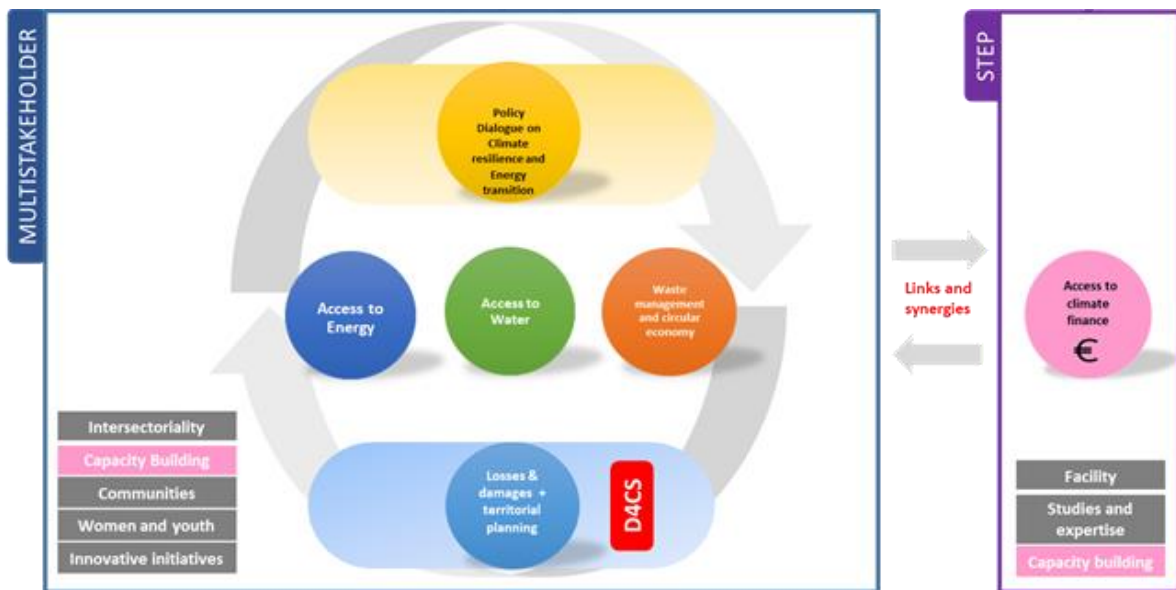 MULTISTAKEHOLDER
Policy
Dialogue on
Climate
resilience and
Energy
transition
Access to
Energy
Access to
Water
Waste
management
and circular
economy
Losses &
damages +
territorial
planning
D4CS
Intersectoriality
Capacity Building
Communities
Women and youth
Innovative initiatives
Links and
synergies
STEP
Access to
climate
finance
€
Facility
Studies and
expertise
Capacity building